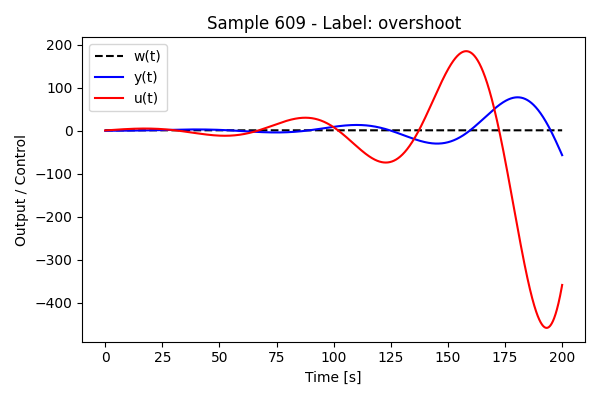 Sample 609 - Label: overshoot
w(t)
y(t)
u(t)
Output / Control
200
100
0
−100
−200
−300
−400
0 25 50 75 100 125 150 175 200
Time [s]